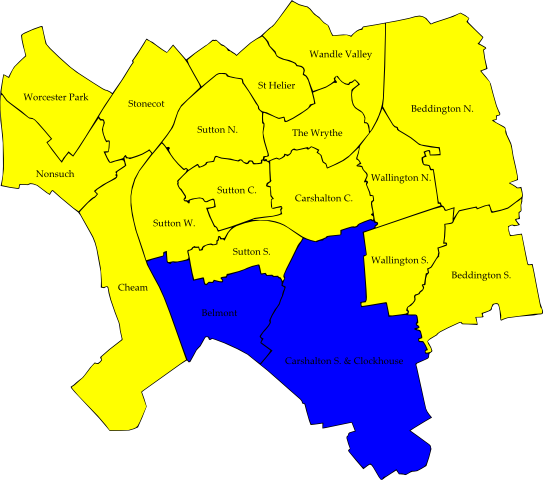 Wandle Valley
St Helier
Worcester Park
Stonecot
Beddington N.
Sutton N.
The Wrythe
Nonsuch
Wallington N.
Sutton C.
Carshalton C.
Sutton W.
Sutton S.
Wallington S.
Beddington S.
Cheam
Belmont
Carshalton S. & Clockhouse